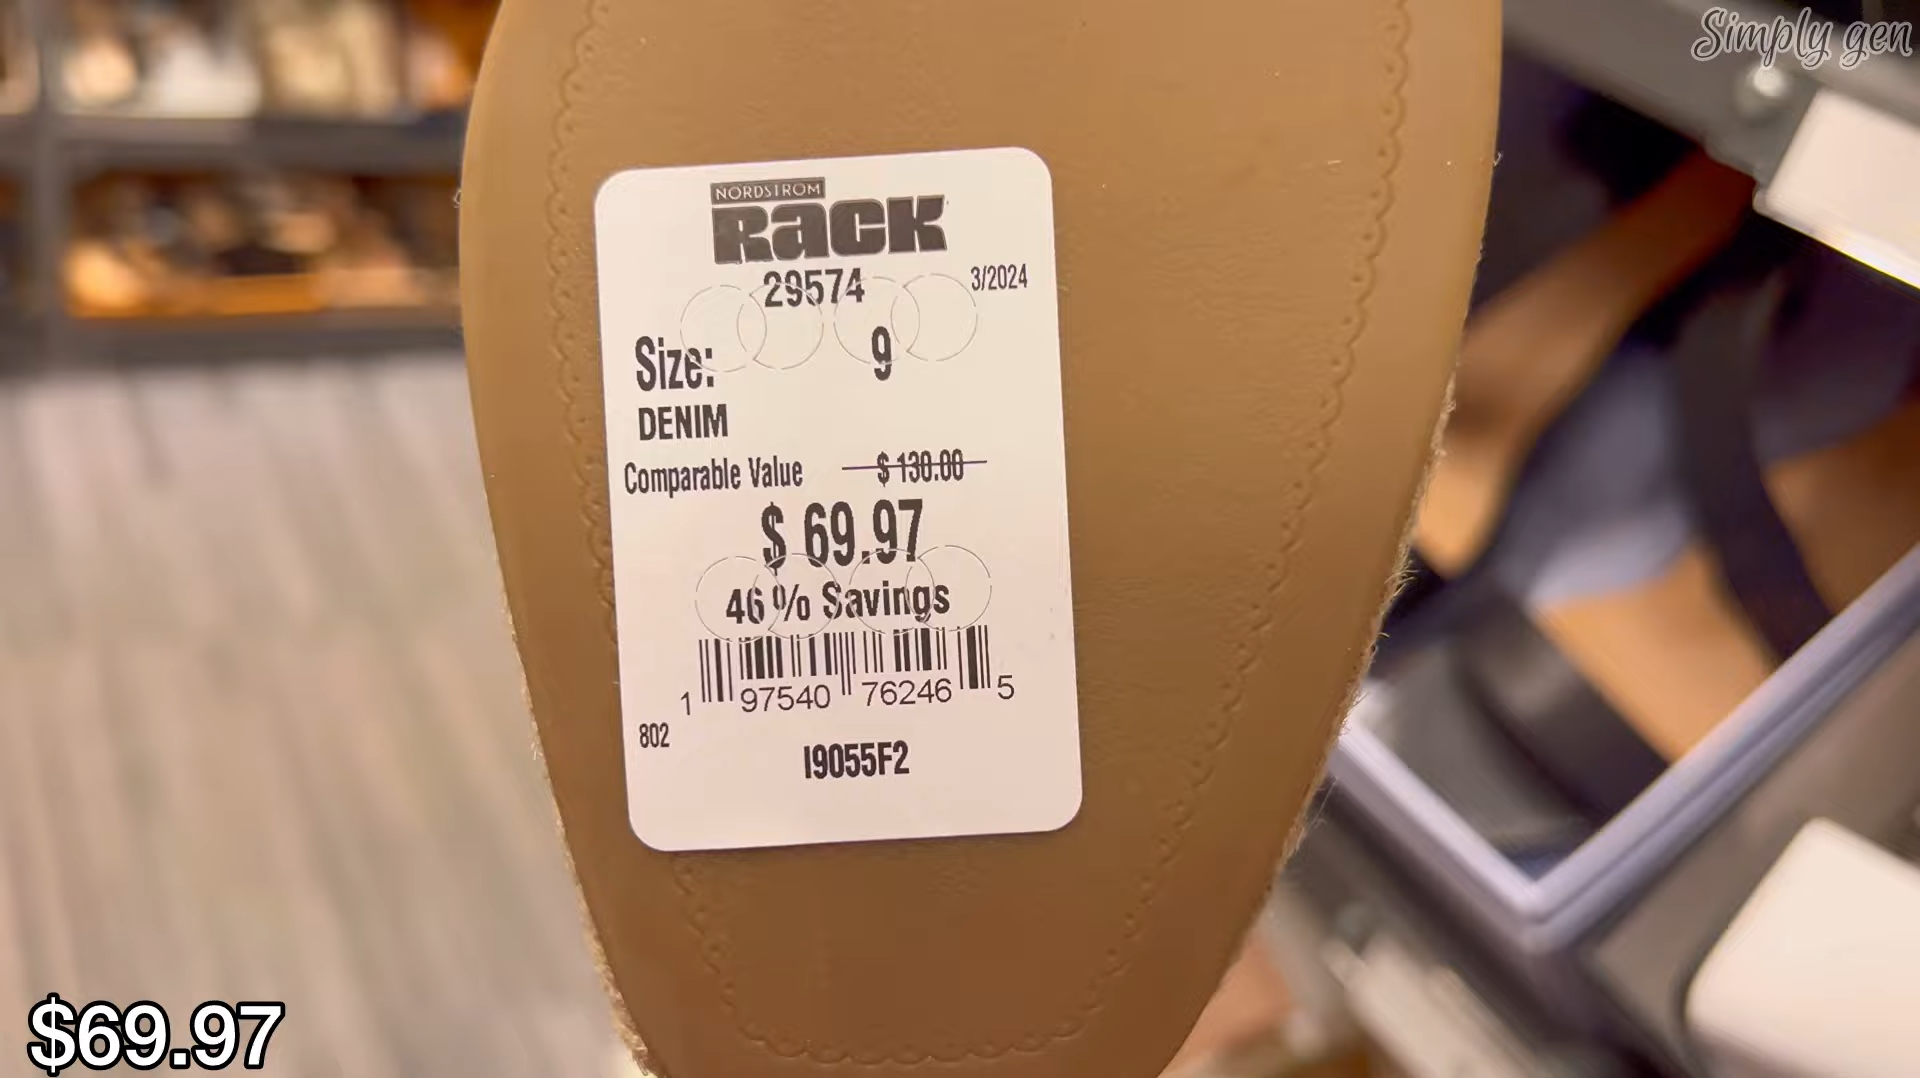 Simply gen
NORDSTROM
Rack
29574
3/2024
Size: 9
DENIM
Comparable Value $ 130.00
$ 69.97
46 % Savings
1 97540 76246 5
802
I9055F2
$69.97